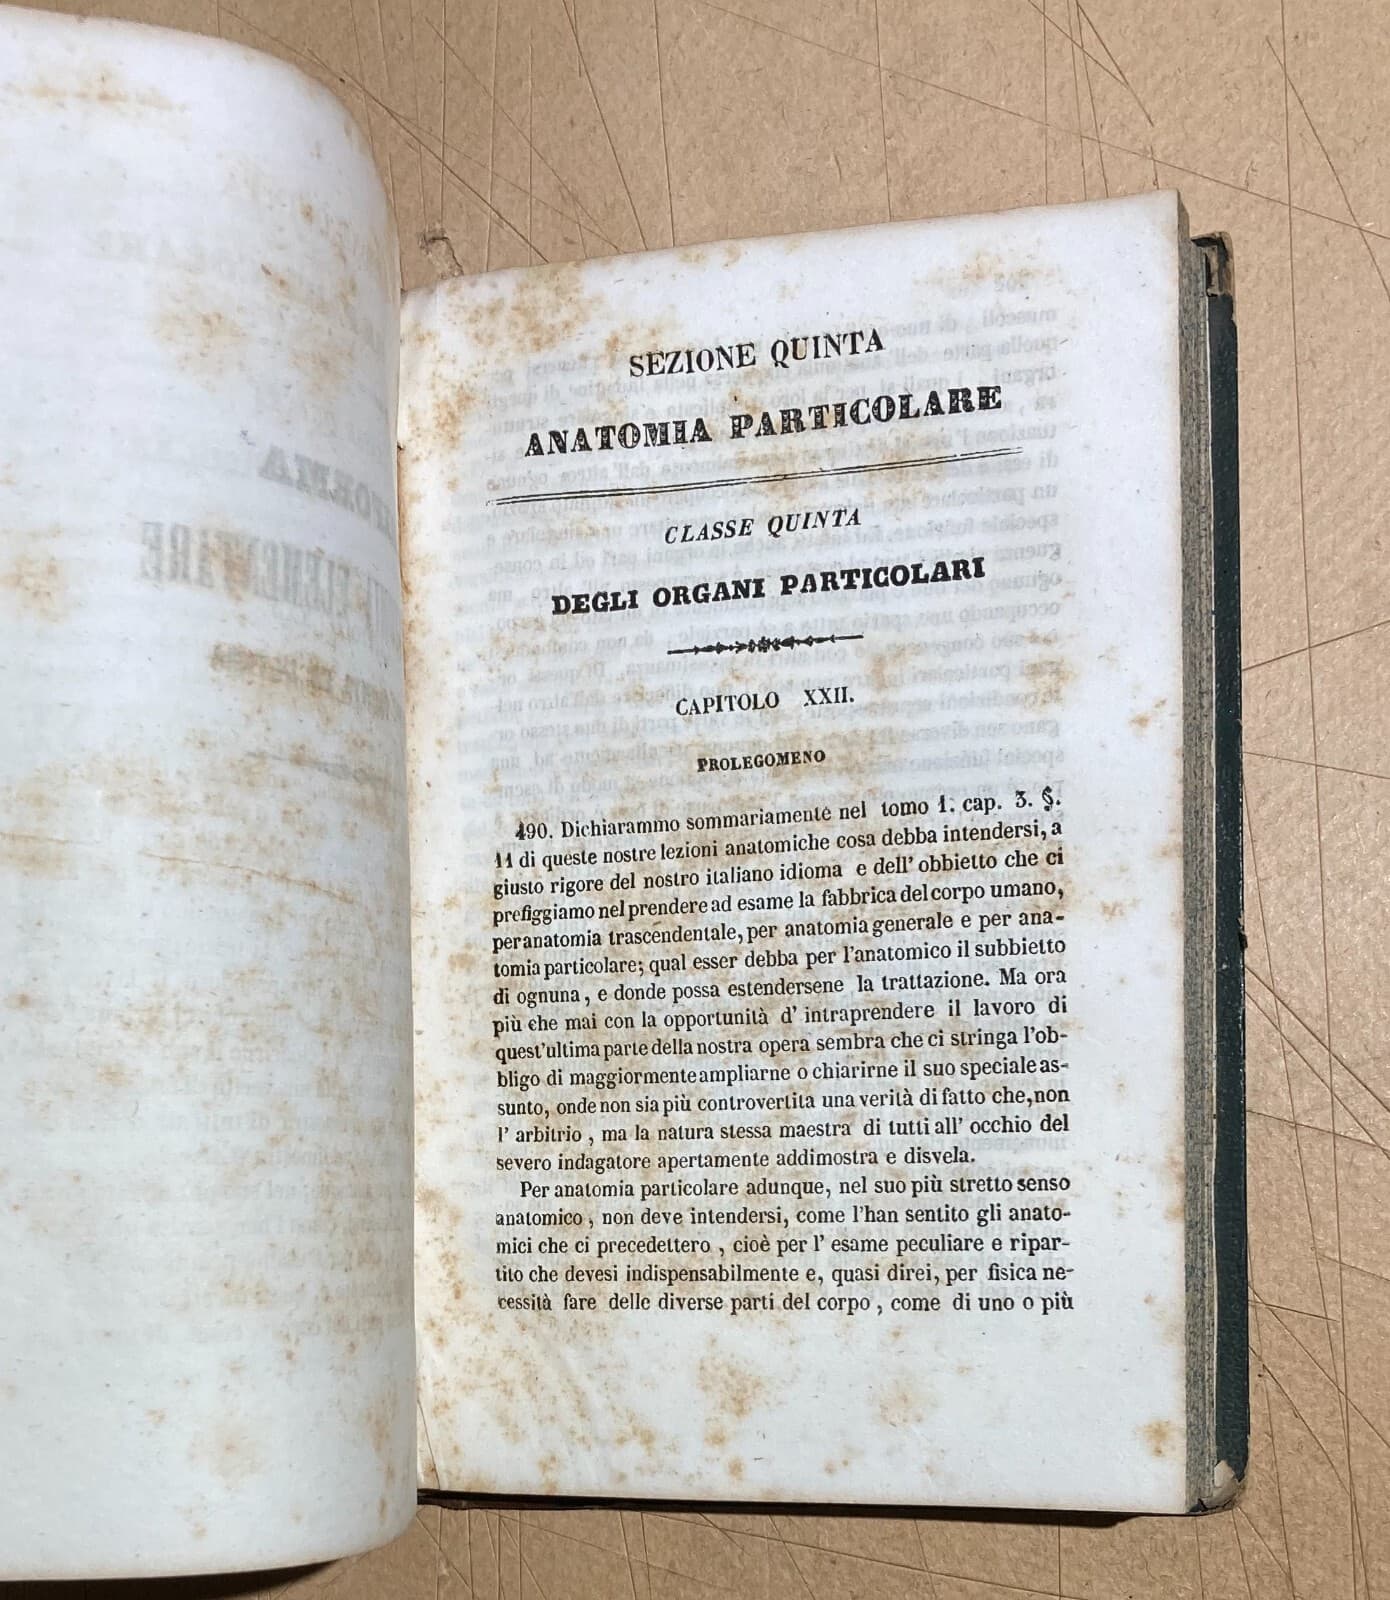 SEZIONE QUINTA
ANATOMIA PARTICOLARE
CLASSE QUINTA
DEGLI ORGANI PARTICOLARI
CAPITOLO XXII.
PROLEGOMENO
490. Dichiarammo sommariamente nel tomo 1. cap. 3. §.
11 di queste nostre lezioni anatomiche cosa debba intendersi, a
giusto rigore del nostro italiano idioma e dell' obbietto che ci
prefiggiamo nel prendere ad esame la fabbrica del corpo umano,
per anatomia trascendentale, per anatomia generale e per ana-
tomia particolare; qual esser debba per l'anatomico il subbietto
di ognuna, e donde possa estendersene la trattazione. Ma ora
più che mai con la opportunità d' intraprendere il lavoro di
quest'ultima parte della nostra opera sembra che ci stringa l'ob-
bligo di maggiormente ampliarne o chiarirne il suo speciale as-
sunto, onde non sia più controvertita una verità di fatto che, non
l' arbitrio, ma la natura stessa maestra di tutti all' occhio del
severo indagatore apertamente addimostra e disvela.
Per anatomia particolare adunque, nel suo più stretto senso
anatomico, non deve intendersi, come l'han sentito gli anato-
mici che ci precedettero, cioè per l' esame peculiare e ripar-
tito che devesi indispensabilmente e, quasi direi, per fisica ne-
cessità fare delle diverse parti del corpo, come di uno o più